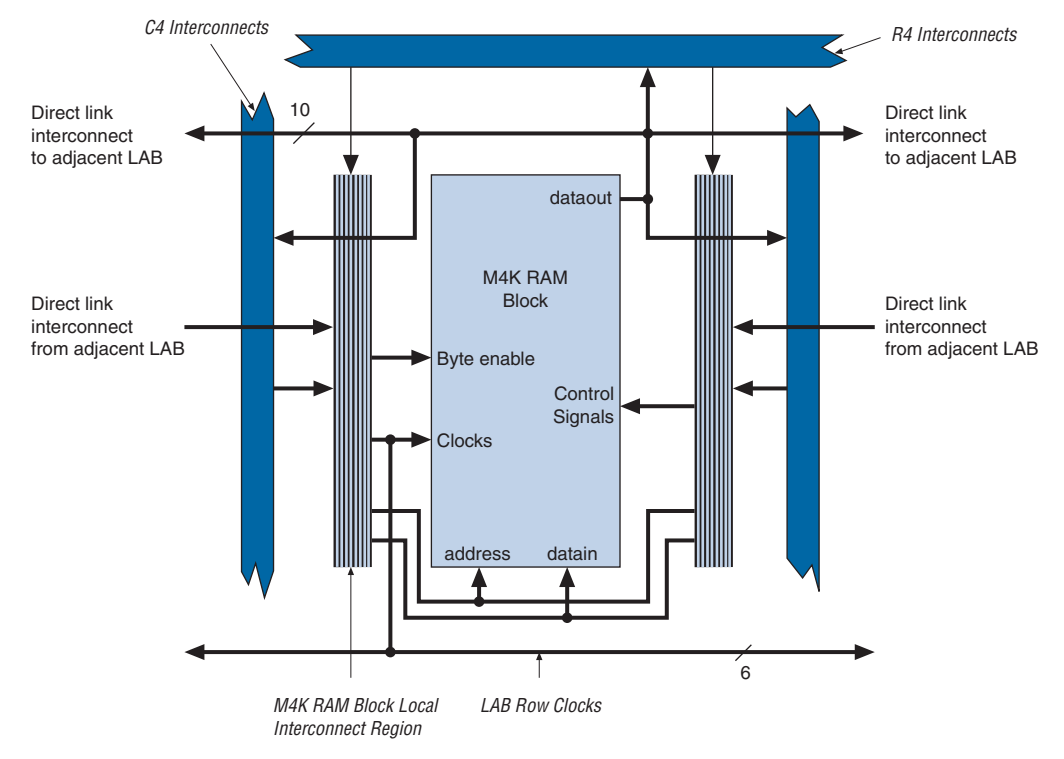 C4 Interconnects
R4 Interconnects
Direct link
interconnect
to adjacent LAB
10
Direct link
interconnect
to adjacent LAB
dataout
M4K RAM
Block
Direct link
interconnect
from adjacent LAB
Direct link
interconnect
from adjacent LAB
Byte enable
Control
Signals
Clocks
address
datain
6
M4K RAM Block Local
Interconnect Region
LAB Row Clocks